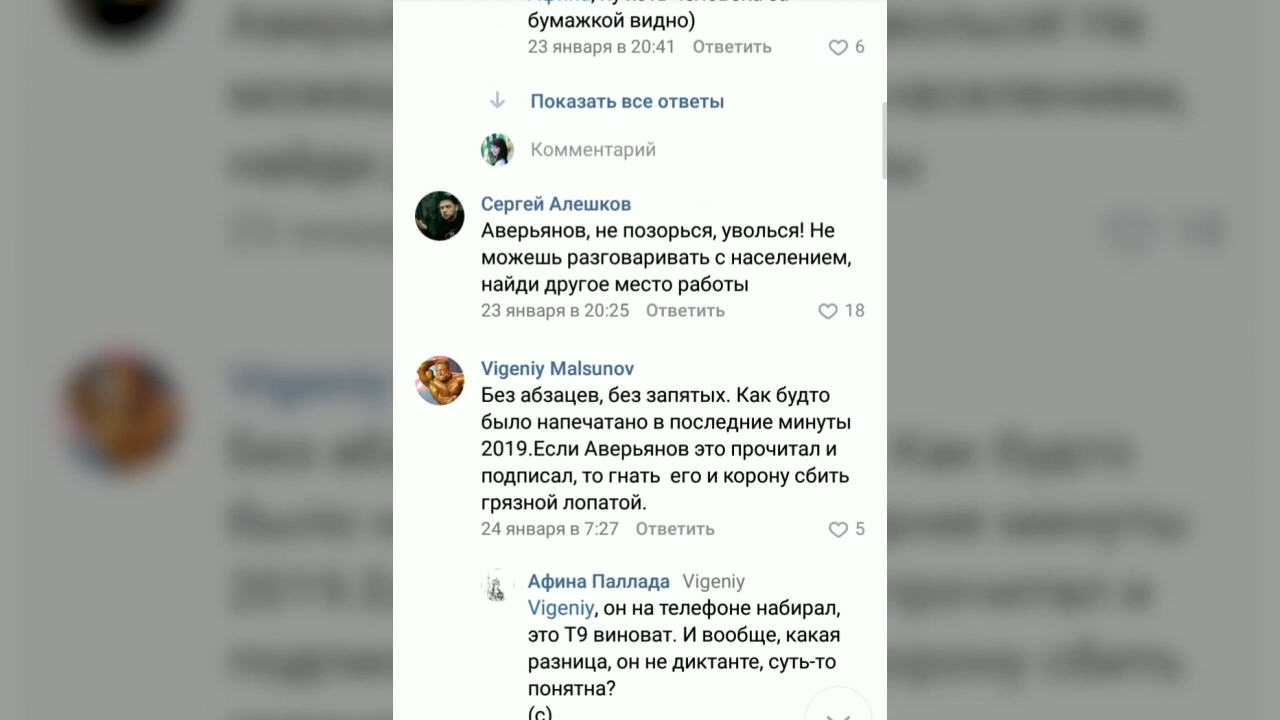 бумажкой видно)
23 января в 20:41 Ответить 6
Показать все ответы
Комментарий
Сергей Алешков
Аверьянов, не позорься, уволься! Не
можешь разговаривать с населением,
найди другое место работы
23 января в 20:25 Ответить 18
Vigeniy Malsunov
Без абзацев, без запятых. Как будто
было напечатано в последние минуты
2019.Если Аверьянов это прочитал и
подписал, то гнать его и корону сбить
грязной лопатой.
24 января в 7:27 Ответить 5
Афина Паллада Vigeniy
Vigeniy, он на телефоне набирал,
это Т9 виноват. И вообще, какая
разница, он не диктанте, суть-то
понятна?
(с)